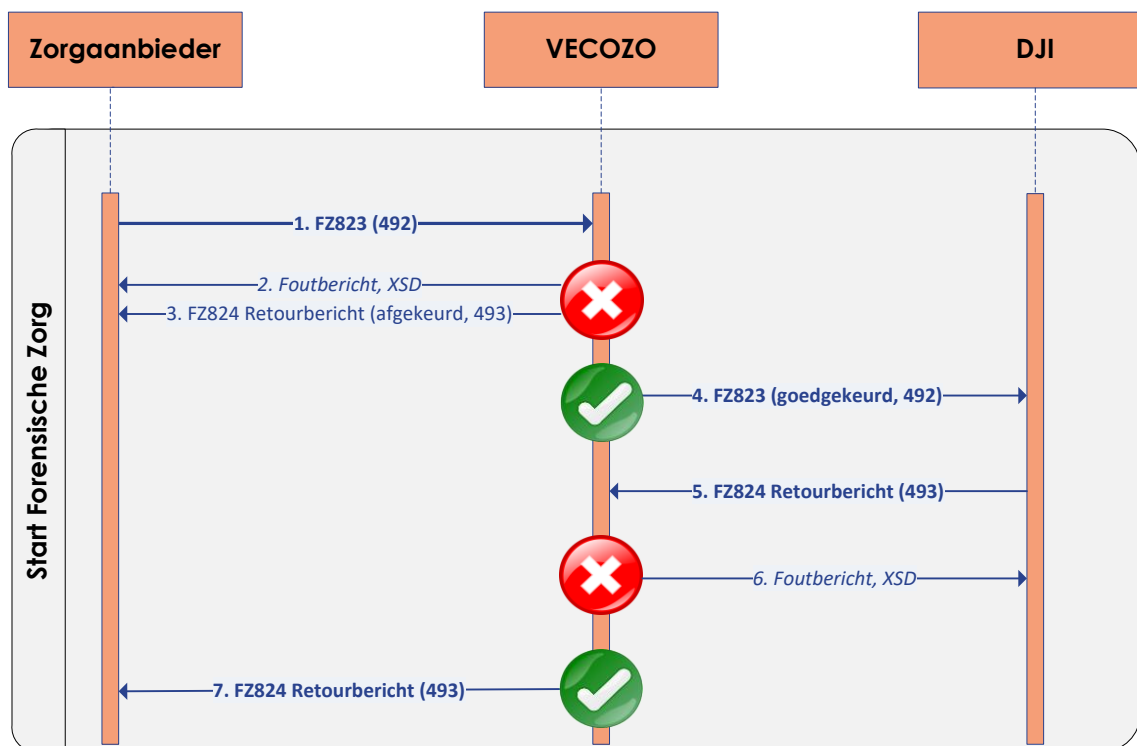 Zorgaanbieder
VECOZO
DJI
Start Forensische Zorg
1. FZ823 (492)
2. Foutbericht, XSD
3. FZ824 Retourbericht (afgekeurd, 493)
4. FZ823 (goedgekeurd, 492)
5. FZ824 Retourbericht (493)
6. Foutbericht, XSD
7. FZ824 Retourbericht (493)